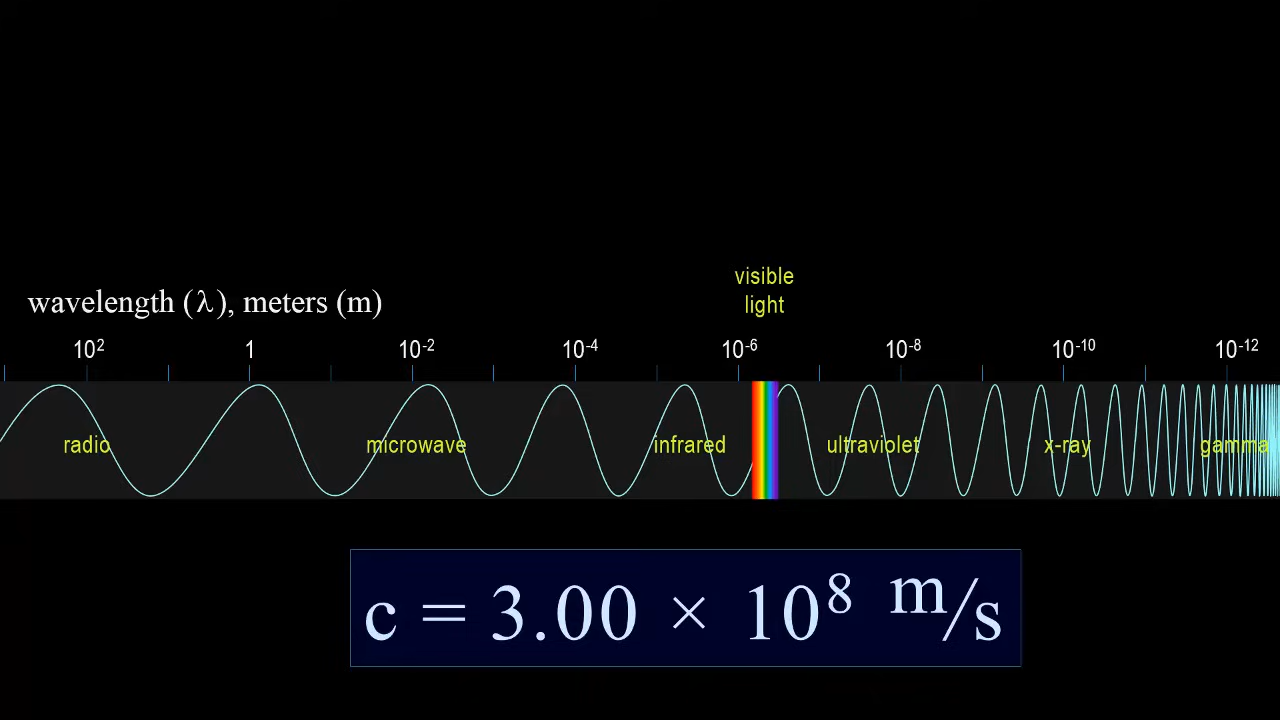 visible
light
wavelength (λ), meters (m)
10² 1 10⁻² 10⁻⁴ 10⁻⁶ 10⁻⁸ 10⁻¹⁰ 10⁻¹²
radio microwave infrared ultraviolet x-ray gamma
c = 3.00 × 10⁸ m/s